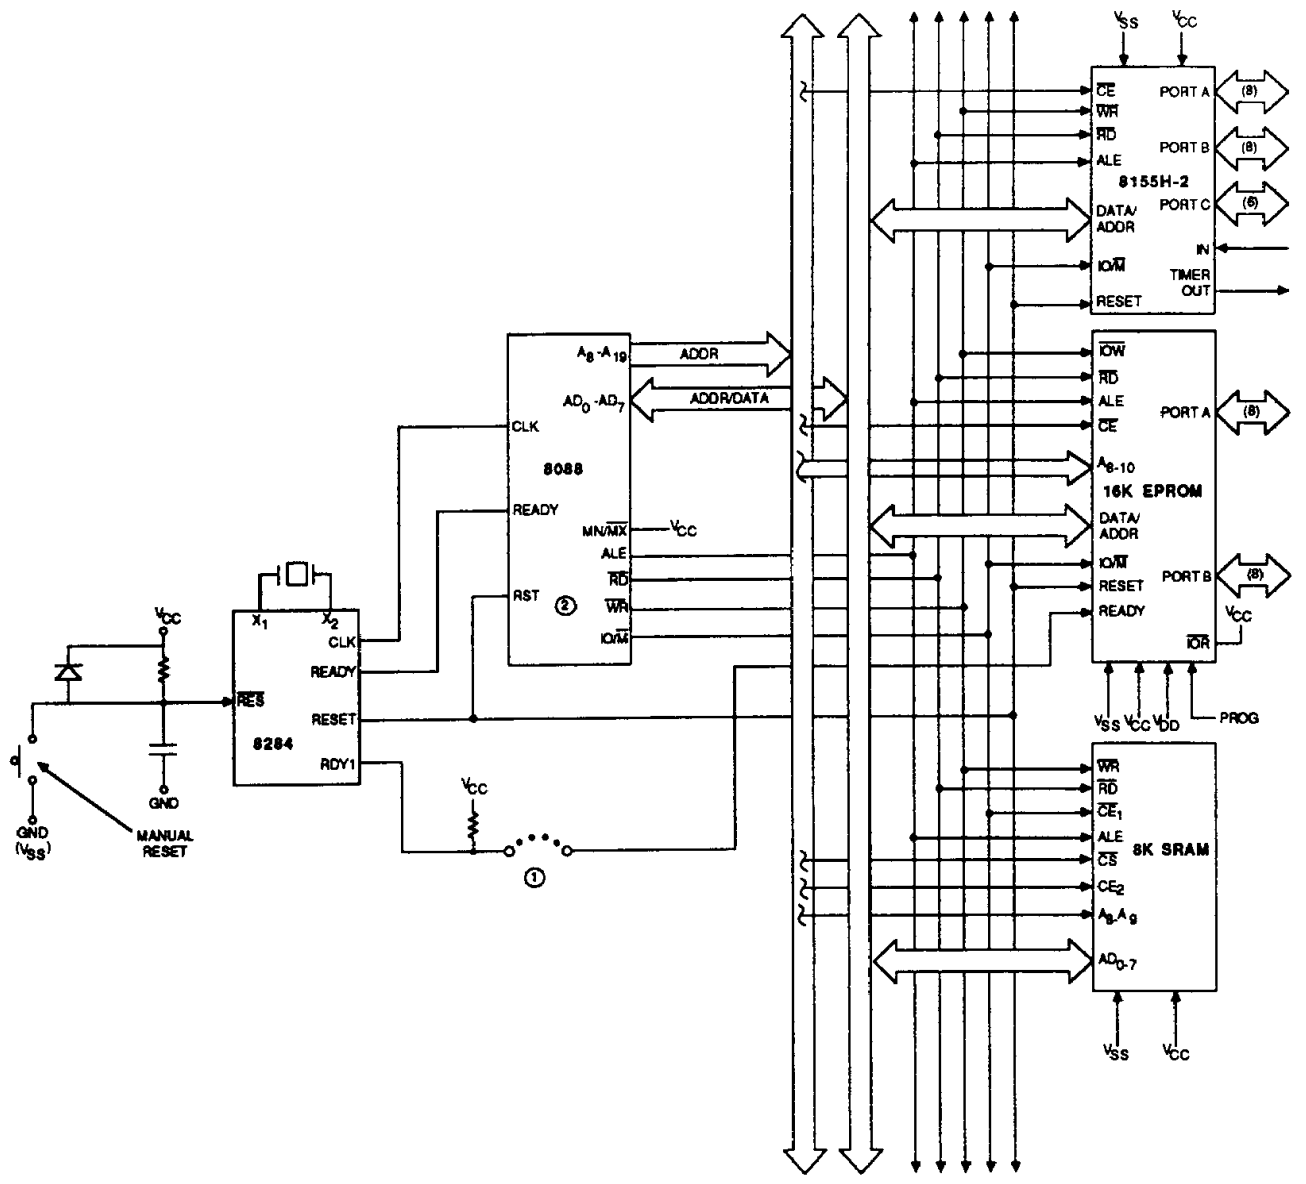 VSS VCC
CE
WR
RD
ALE
8155H-2
DATA/
ADDR
IO/M
RESET
PORT A (8)
PORT B (8)
PORT C (6)
IN
TIMER
OUT
A8-A19 ADDR
AD0-AD7 ADDR/DATA
CLK
8088
READY
MN/MX VCC
ALE
RD
RST
WR
2
IO/M
IOW
RD
ALE
CE
A8-10
16K EPROM
DATA/
ADDR
IO/M
RESET
READY
PORT A (8)
PORT B (8)
VCC
IOR
VSS VCC VDD PROG
X1 X2
CLK
READY
RES
RESET
8284
RDY1
VCC
GND
GND
(VSS)
MANUAL
RESET
VCC
1
WR
RD
CE1
ALE
8K SRAM
CS
CE2
A8-A9
AD0-7
VSS VCC